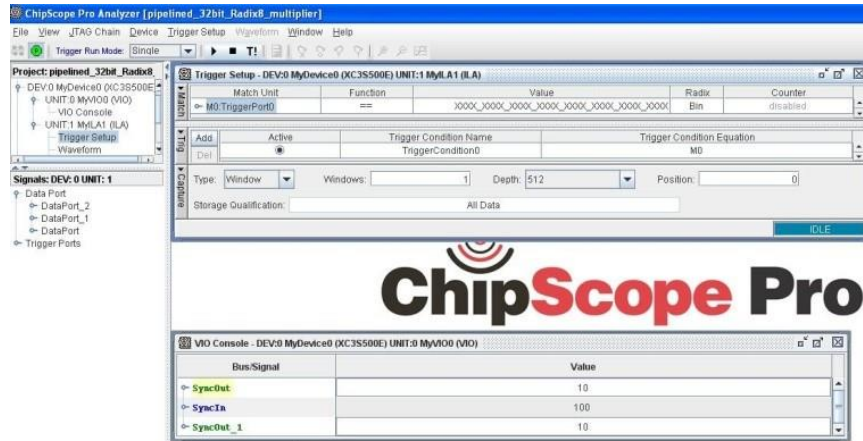 ChipScope Pro Analyzer [pipelined_32bit_Radix8_multiplier]
File View JTAG Chain Device Trigger Setup Waveform Window Help
Trigger Run Mode: Single T!
Project: pipelined_32bit_Radix8_
DEV:0 MyDevice0 (XC3S500E)
UNIT:0 MyVIO0 (VIO)
VIO Console
UNIT:1 MyILA1 (ILA)
Trigger Setup
Waveform
Signals: DEV: 0 UNIT: 1
Data Port
DataPort_2
DataPort_1
DataPort
Trigger Ports
Trigger Setup - DEV:0 MyDevice0 (XC3S500E) UNIT:1 MyILA1 (ILA)
Match
Match Unit Function Value Radix Counter
M0:TriggerPort0 == XXXX_XXXX_XXXX_XXXX_XXXX_XXXX_XXXX Bin disabled
Trig
Add Active Trigger Condition Name Trigger Condition Equation
Del TriggerCondition0 M0
Capture
Type: Window Windows: 1 Depth: 512 Position: 0
Storage Qualification: All Data
IDLE
ChipScope Pro
VIO Console - DEV:0 MyDevice0 (XC3S500E) UNIT:0 MyVIO0 (VIO)
Bus/Signal Value
SyncOut 10
SyncIn 100
SyncOut_1 10